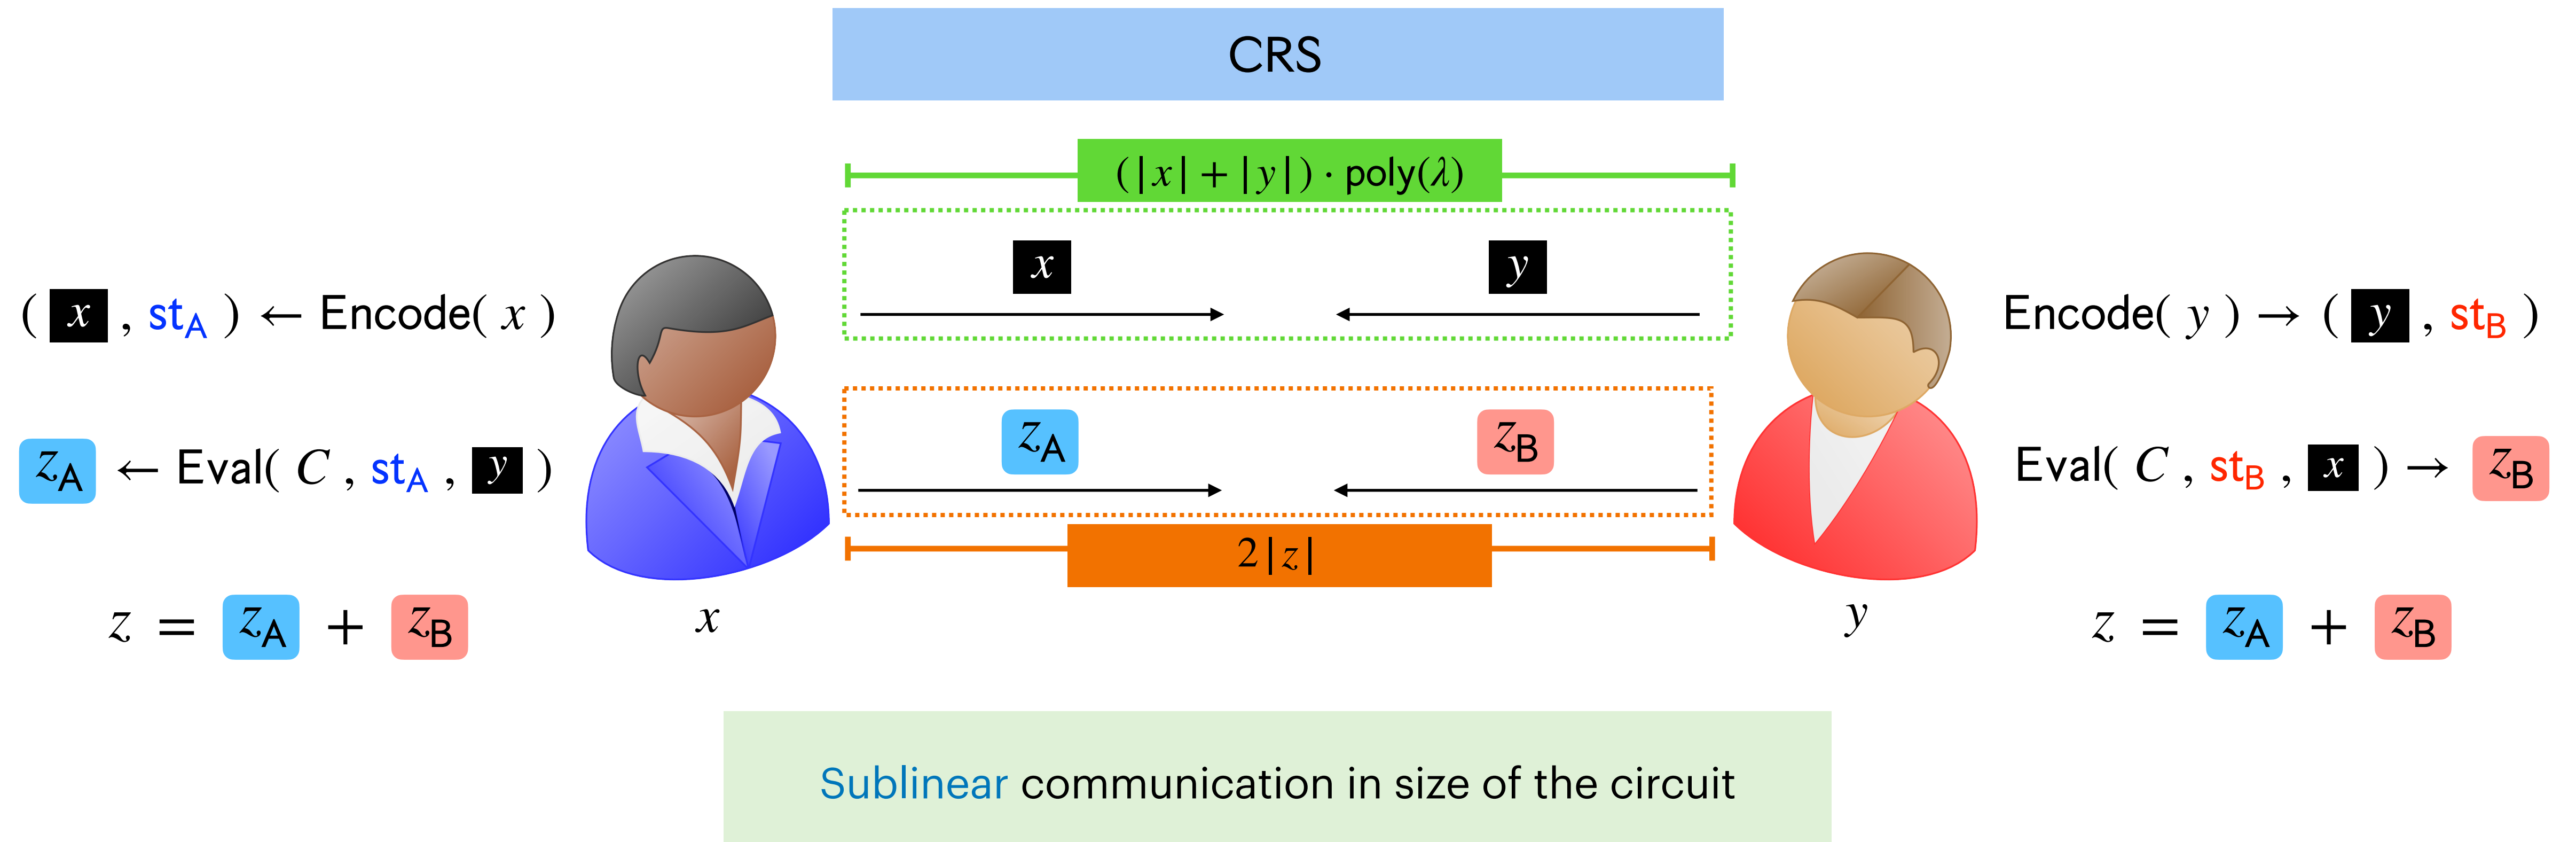 CRS
(|x| + |y|) · poly(λ)
x
y
( x , st_A ) ← Encode( x )
Encode( y ) → ( y , st_B )
z_A
z_B
z_A ← Eval( C , st_A , y )
Eval( C , st_B , x ) → z_B
2|z|
z = z_A + z_B
x
y
z = z_A + z_B
Sublinear communication in size of the circuit